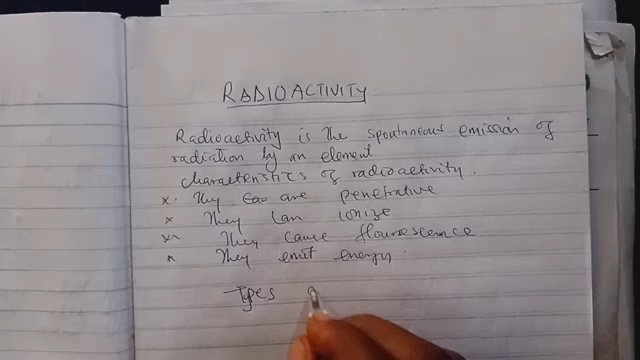 RADIOACTIVITY
Radioactivity is the spontaneous emission of
radiation by an element
characteristics of radioactivity.
x. They are penetrative
x They can ionize
x They cause flourescence
x They emit energy.
Types